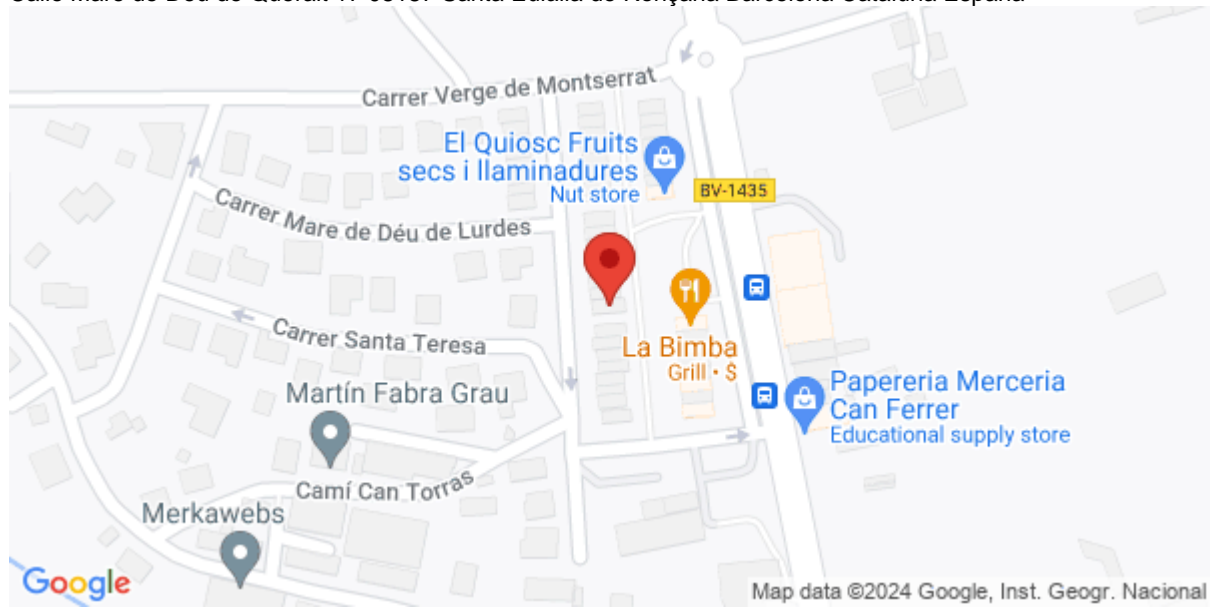 Carrer Verge de Montserrat
El Quiosc Fruits
secs i llaminadures
Nut store
BV-1435
Carrer Mare de Déu de Lurdes
Carrer Santa Teresa
La Bimba
Grill • $
Martín Fabra Grau
Papereria Merceria
Can Ferrer
Educational supply store
Camí Can Torras
Merkawebs
Google
Map data ©2024 Google, Inst. Geogr. Nacional